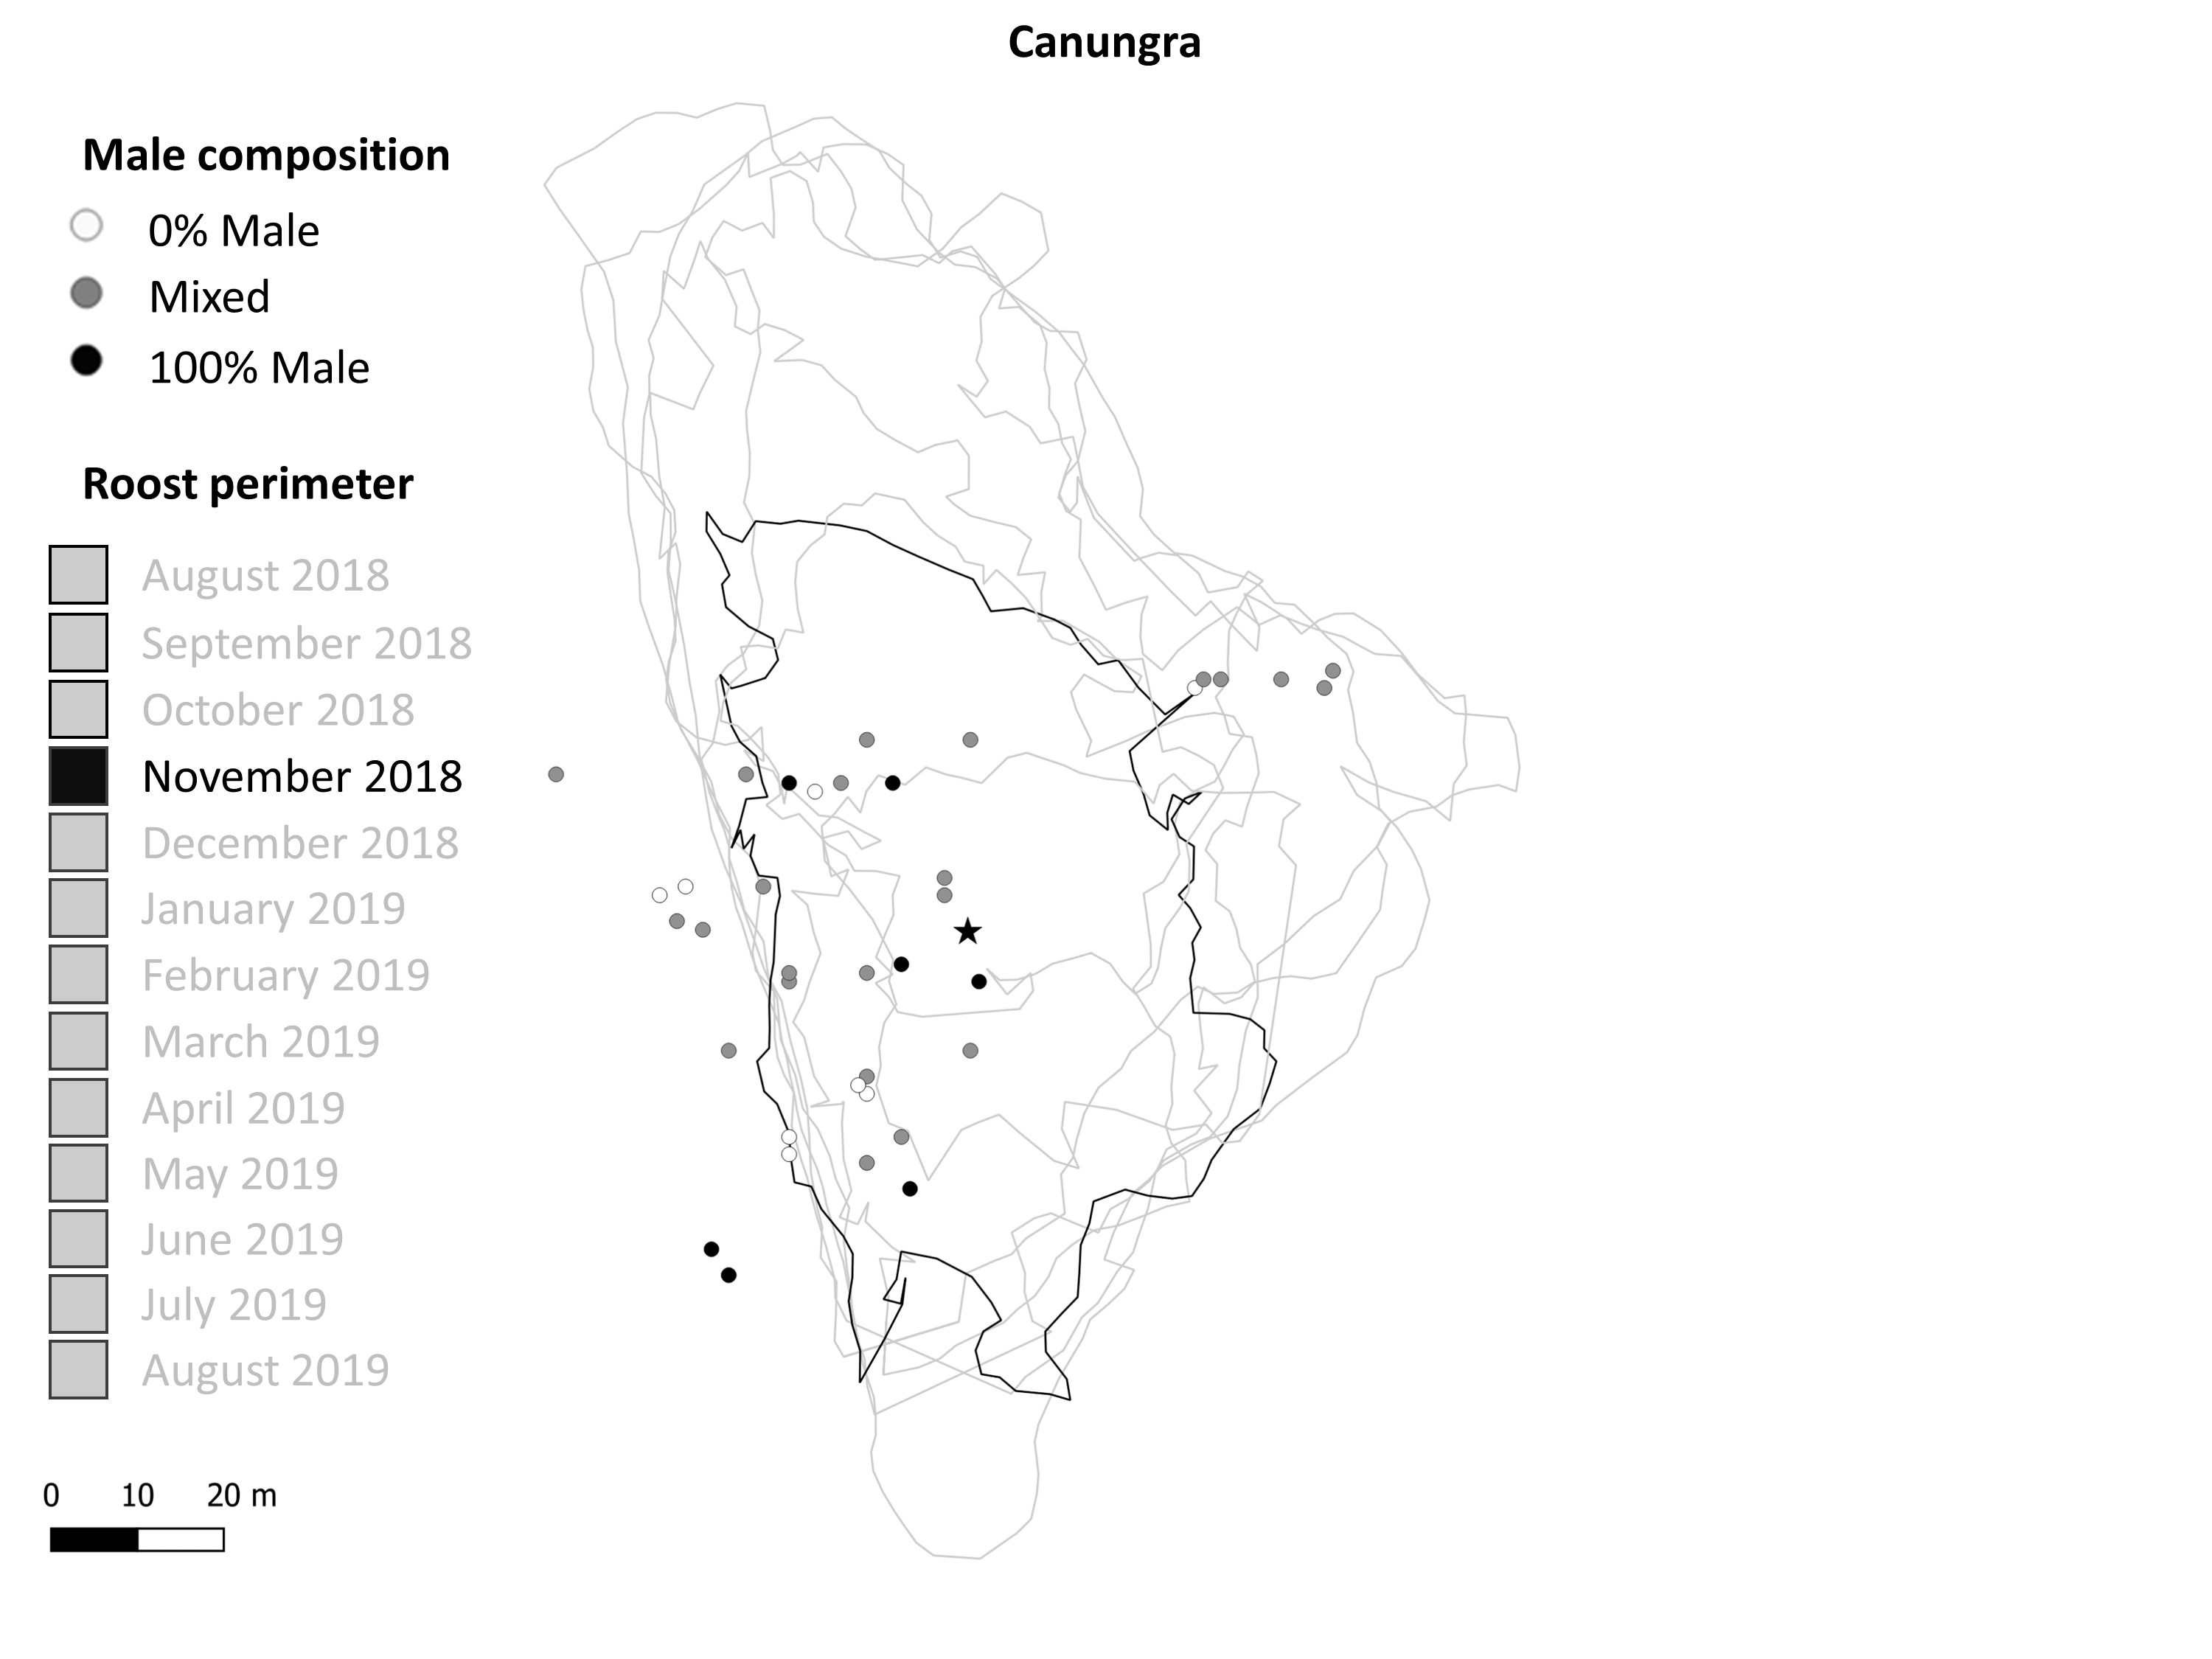 Canungra
Male composition
0% Male
Mixed
100% Male
Roost perimeter
August 2018
September 2018
October 2018
November 2018
December 2018
January 2019
February 2019
March 2019
April 2019
May 2019
June 2019
July 2019
August 2019
0 10 20 m